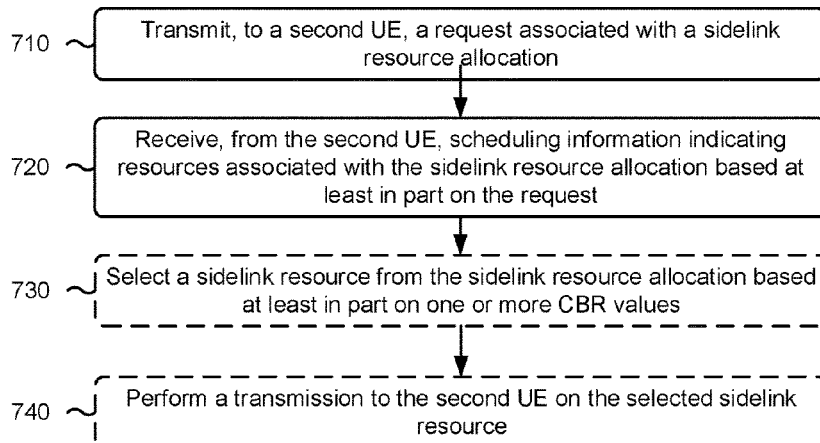 710
Transmit, to a second UE, a request associated with a sidelink
resource allocation
720
Receive, from the second UE, scheduling information indicating
resources associated with the sidelink resource allocation based at
least in part on the request
730
Select a sidelink resource from the sidelink resource allocation based
at least in part on one or more CBR values
740
Perform a transmission to the second UE on the selected sidelink
resource